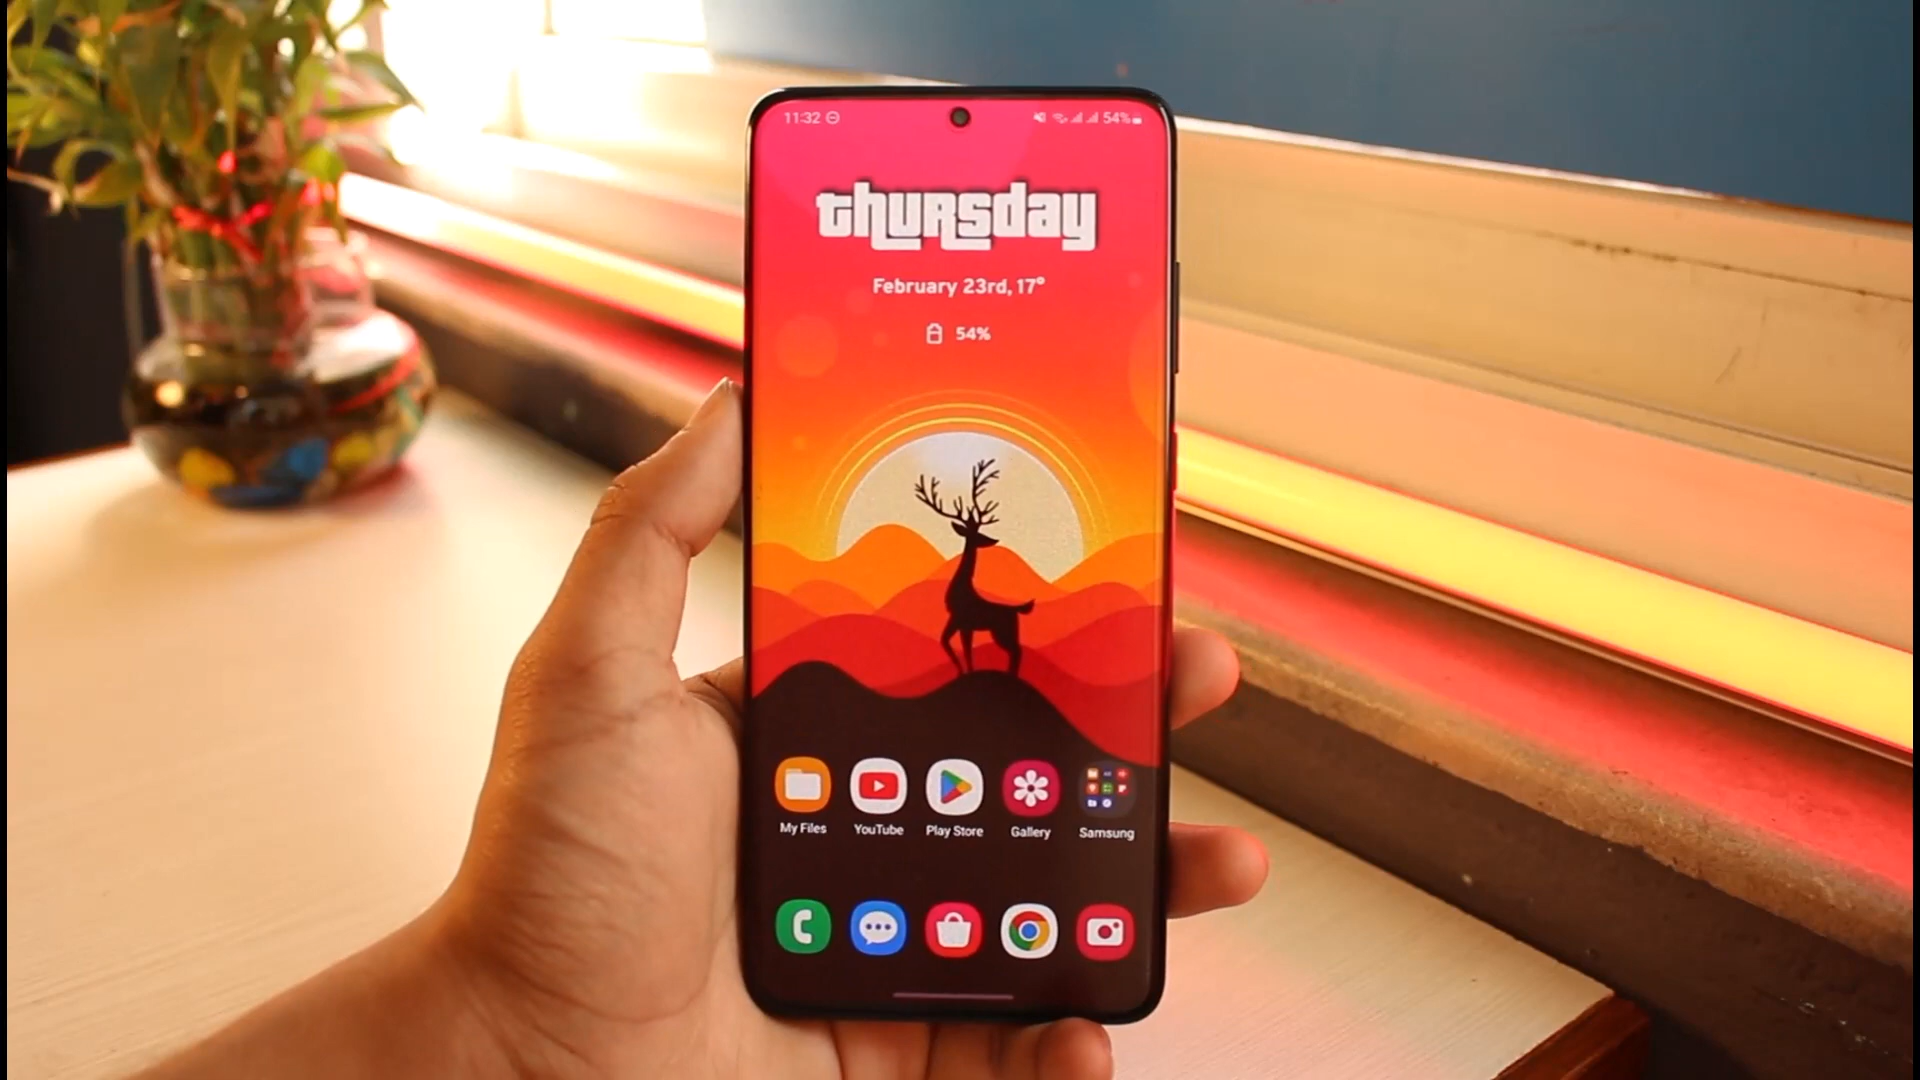 11:32 54%
thursday
February 23rd, 17°
54%
My Files YouTube Play Store Gallery Samsung